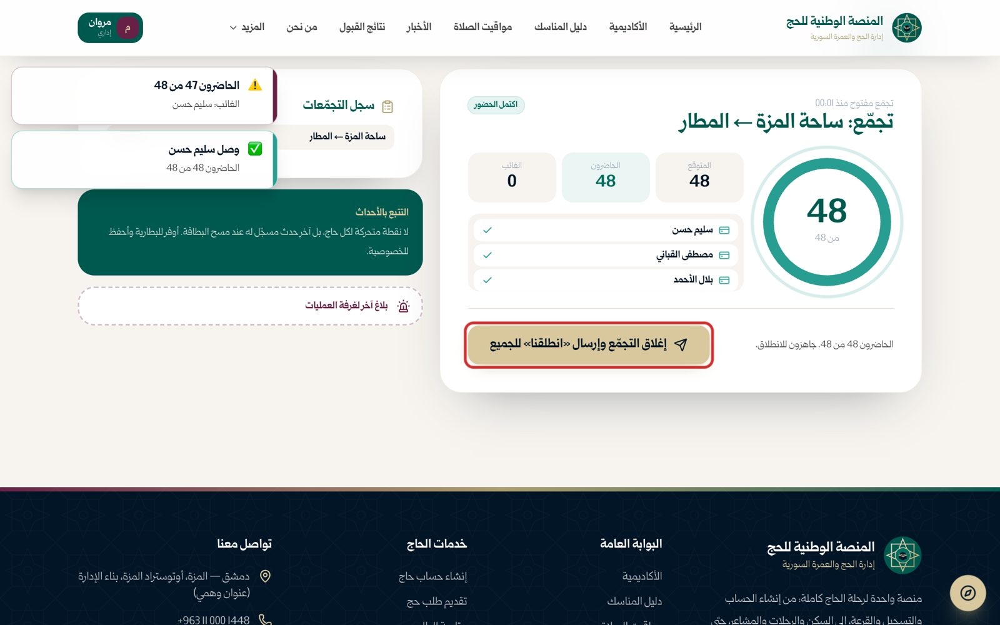 المنصة الوطنية للحج
إدارة الحج والعمرة السورية
الرئيسية
الأكاديمية
دليل المناسك
مواقيت الصلاة
الأخبار
نتائج القبول
من نحن
المزيد
م
مروان
إداري
تجمّع مفتوح منذ 00:01
تجمّع: ساحة المزة ← المطار
اكتمل الحضور
48
من 48
المتوقع
48
الحاضرون
48
الغائب
0
سليم حسن
مصطفى القباني
بلال الأحمد
الحاضرون 48 من 48. جاهزون للانطلاق.
إغلاق التجمّع وإرسال «انطلقنا» للجميع
سجل التجمّعات
ساحة المزة ← المطار
الحاضرون 47 من 48
الغائب: سليم حسن
وصل سليم حسن
الحاضرون 48 من 48
التتبع بالأحداث
لا نقطة متحركة لكل حاج، بل آخر حدث مسجّل له عند مسح البطاقة. أوفر للبطارية وأحفظ
للخصوصية.
بلاغ آخر لغرفة العمليات
المنصة الوطنية للحج
إدارة الحج والعمرة السورية
منصة واحدة لرحلة الحاج كاملة: من إنشاء الحساب
والتسجيل والقرعة، إلى السكن والرحلات والمشاعر، حتى
البوابة العامة
الأكاديمية
دليل المناسك
مواقيت الصلاة
خدمات الحاج
إنشاء حساب حاج
تقديم طلب حج
تواصل معنا
دمشق — المزة، أوتوستراد المزة، بناء الإدارة
(عنوان وهمي)
+963 11 000 1448